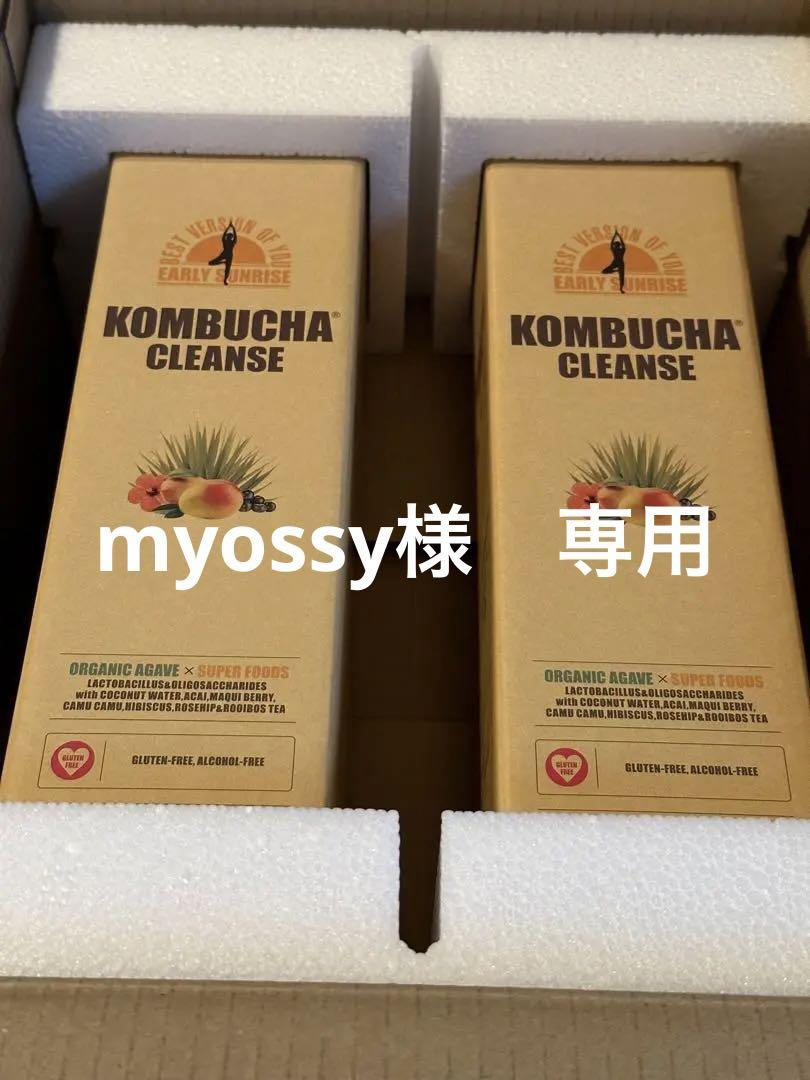 BEST VERSION OF YOU
EARLY SUNRISE
KOMBUCHA®
CLEANSE
ORGANIC AGAVE × SUPER FOODS
LACTOBACILLUS&OLIGOSACCHARIDES
with COCONUT WATER,ACAI,MAQUI BERRY,
CAMU CAMU,HIBISCUS,ROSEHIP&ROOIBOS TEA
GLUTEN FREE
GLUTEN-FREE, ALCOHOL-FREE
BEST VERSION OF YOU
EARLY SUNRISE
KOMBUCHA®
CLEANSE
ORGANIC AGAVE × SUPER FOODS
LACTOBACILLUS&OLIGOSACCHARIDES
with COCONUT WATER,ACAI,MAQUI BERRY,
CAMU CAMU,HIBISCUS,ROSEHIP&ROOIBOS TEA
GLUTEN FREE
GLUTEN-FREE, ALCOHOL-FREE
myossy様　専用